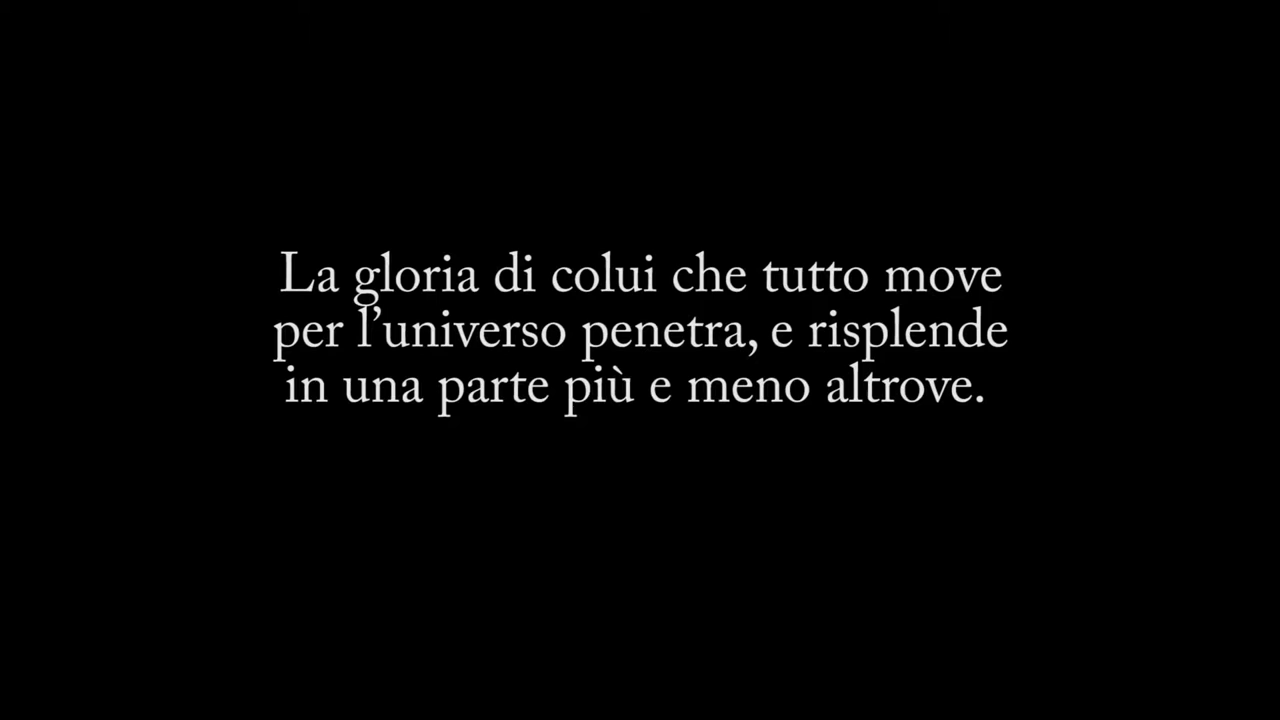 La gloria di colui che tutto move
per l’universo penetra, e risplende
in una parte più e meno altrove.